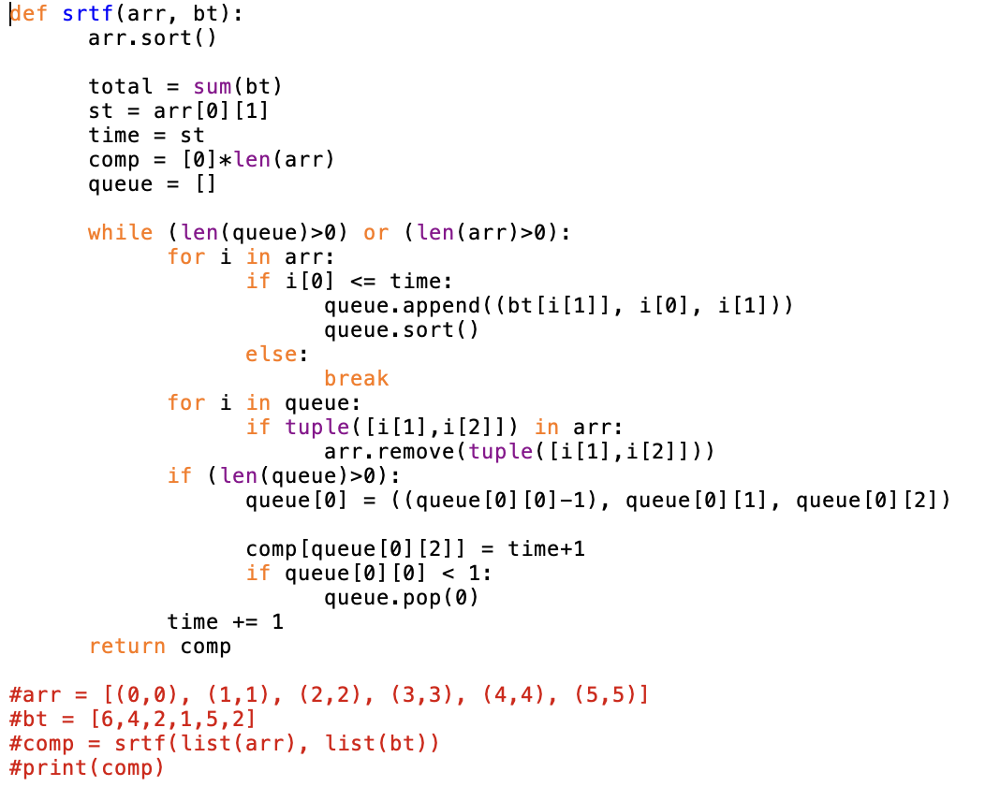 def srtf(arr, bt):
      arr.sort()

      total = sum(bt)
      st = arr[0][1]
      time = st
      comp = [0]*len(arr)
      queue = []

      while (len(queue)>0) or (len(arr)>0):
            for i in arr:
                  if i[0] <= time:
                        queue.append((bt[i[1]], i[0], i[1]))
                        queue.sort()
                  else:
                        break
            for i in queue:
                  if tuple([i[1],i[2]]) in arr:
                        arr.remove(tuple([i[1],i[2]]))
            if (len(queue)>0):
                  queue[0] = ((queue[0][0]-1), queue[0][1], queue[0][2])

                  comp[queue[0][2]] = time+1
                  if queue[0][0] < 1:
                        queue.pop(0)
            time += 1
      return comp

#arr = [(0,0), (1,1), (2,2), (3,3), (4,4), (5,5)]
#bt = [6,4,2,1,5,2]
#comp = srtf(list(arr), list(bt))
#print(comp)